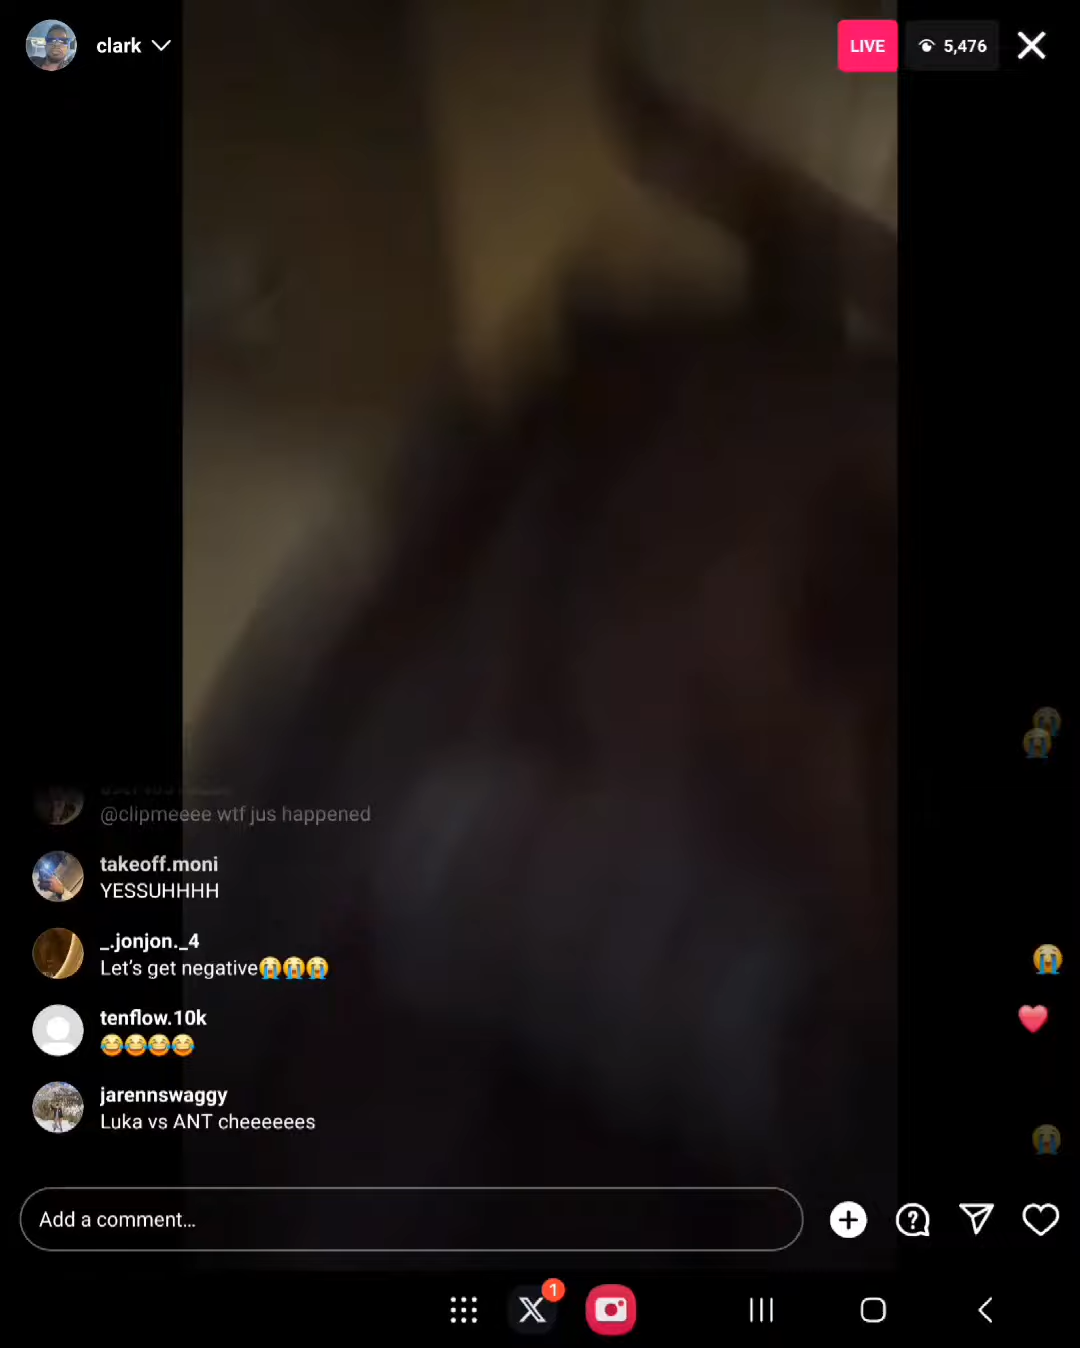 clark
LIVE
5,476
@clipmeeee wtf jus happened
takeoff.moni
YESSUHHHH
_.jonjon._4
Let’s get negative😭😭😭
tenflow.10k
😂😂😂😂
jarennswaggy
Luka vs ANT cheeeeees
Add a comment…
1